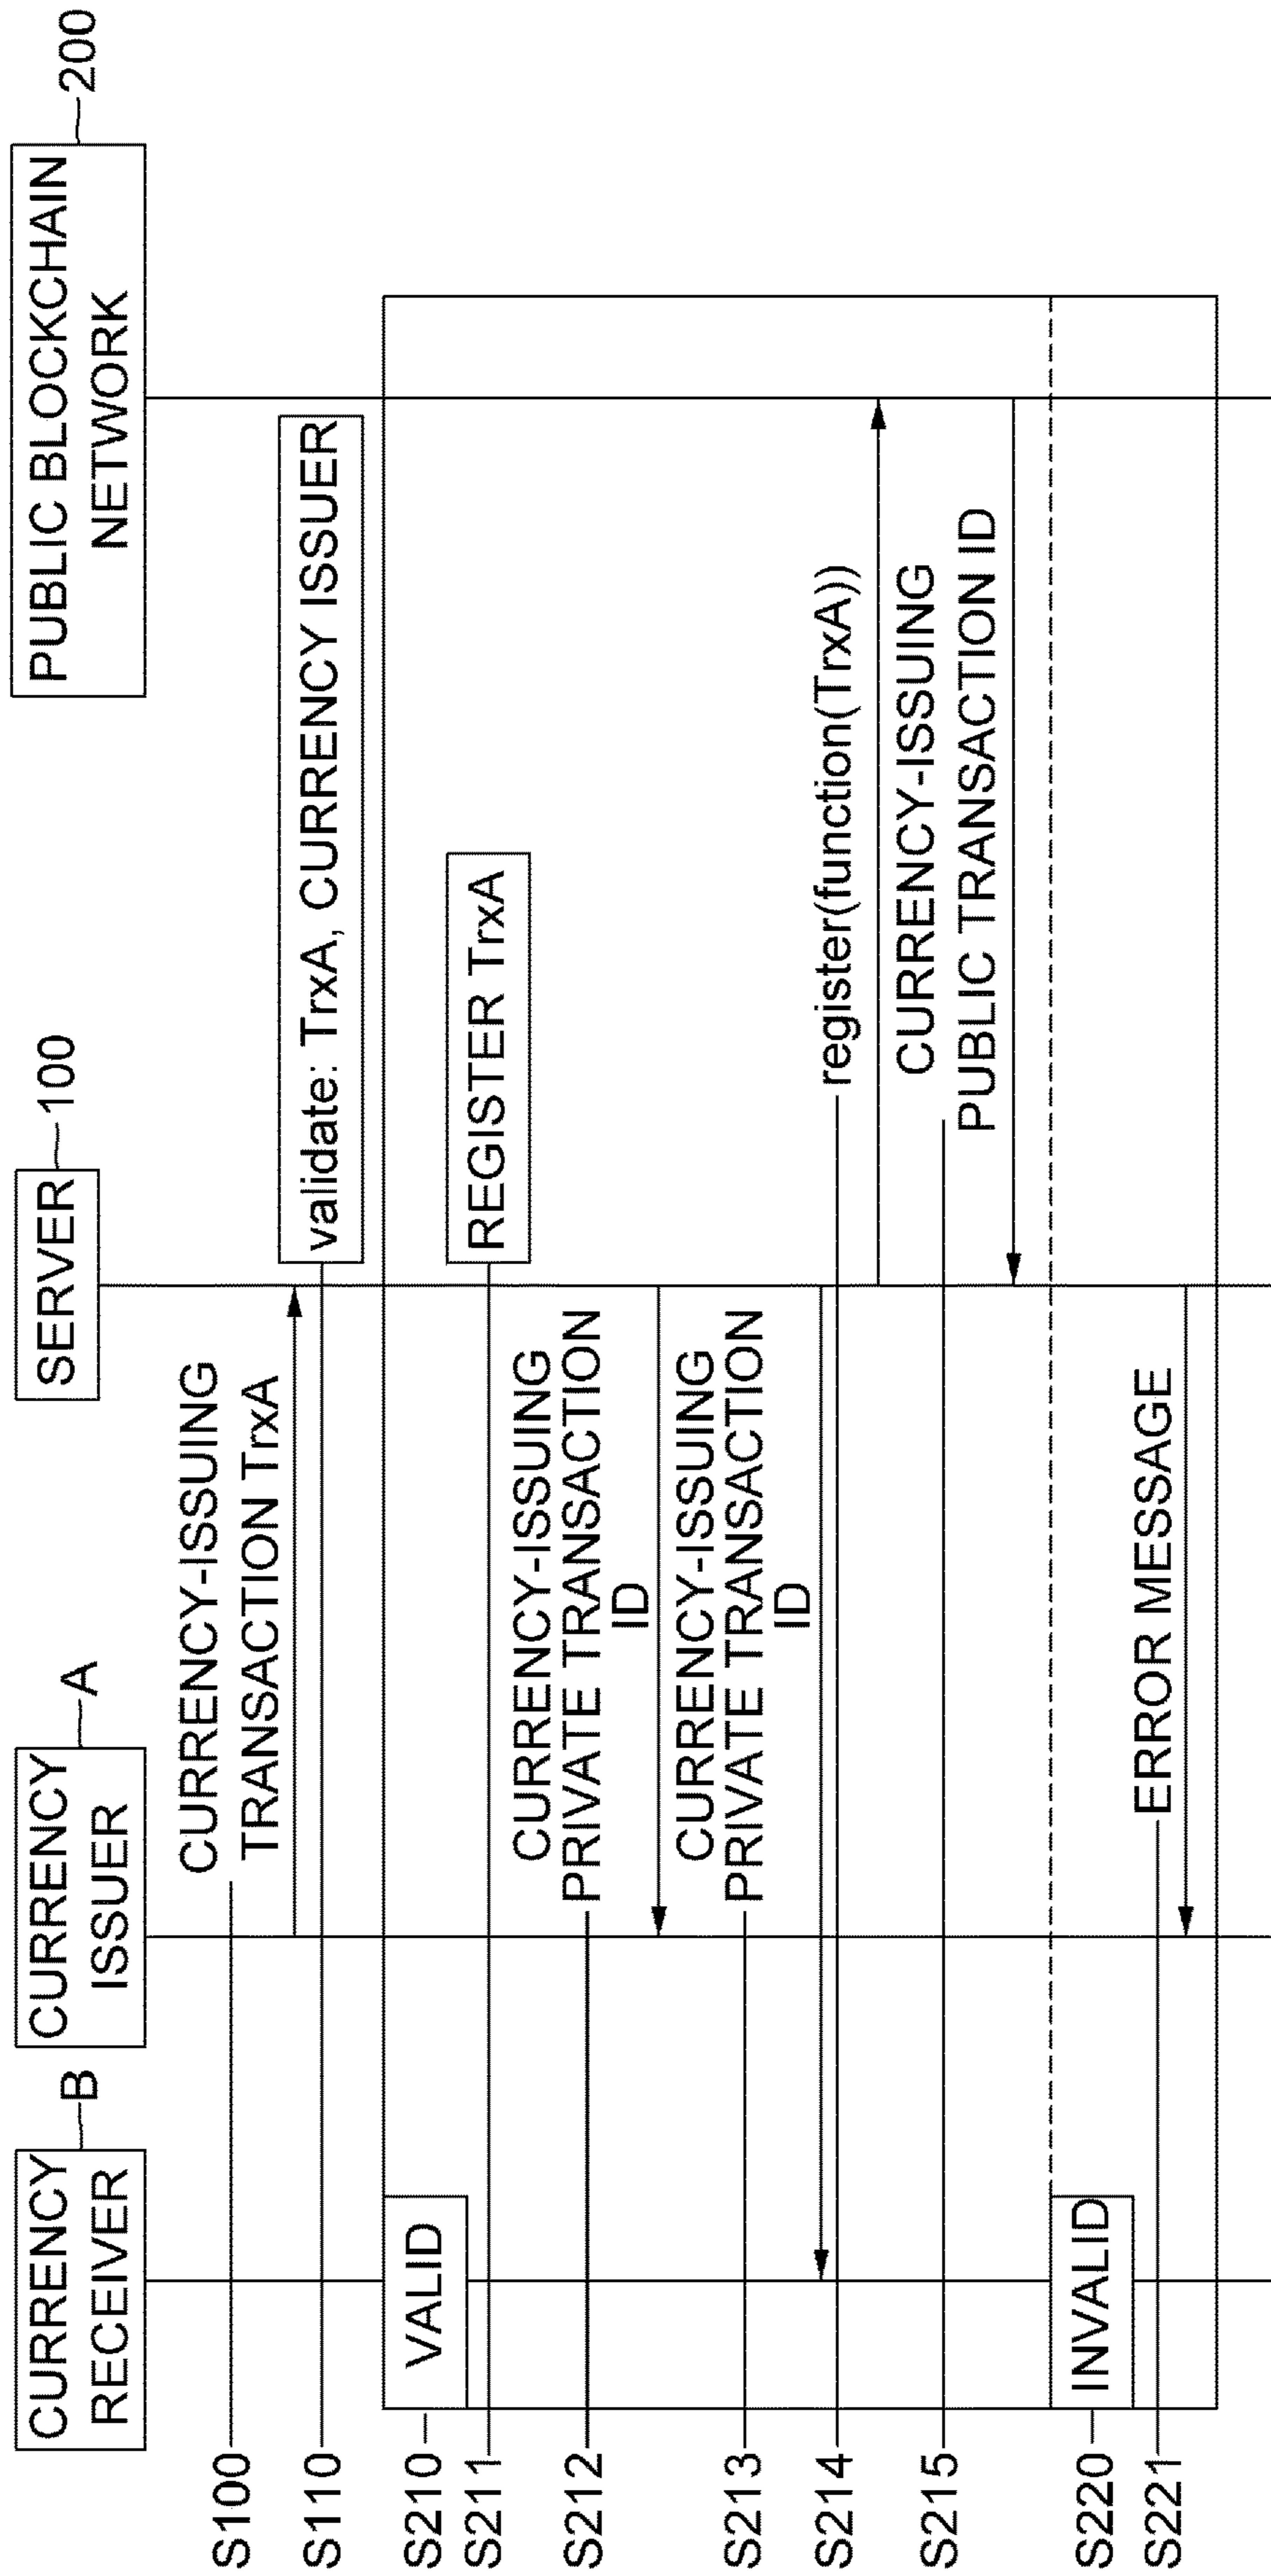 CURRENCY
RECEIVER
B
CURRENCY
ISSUER
A
SERVER
100
PUBLIC BLOCKCHAIN
NETWORK
200
S100
CURRENCY-ISSUING
TRANSACTION TrxA
S110
validate: TrxA, CURRENCY ISSUER
S210
VALID
S211
REGISTER TrxA
S212
CURRENCY-ISSUING
PRIVATE TRANSACTION
ID
S213
CURRENCY-ISSUING
PRIVATE TRANSACTION
ID
S214
register(function(TrxA))
S215
CURRENCY-ISSUING
PUBLIC TRANSACTION ID
S220
INVALID
S221
ERROR MESSAGE